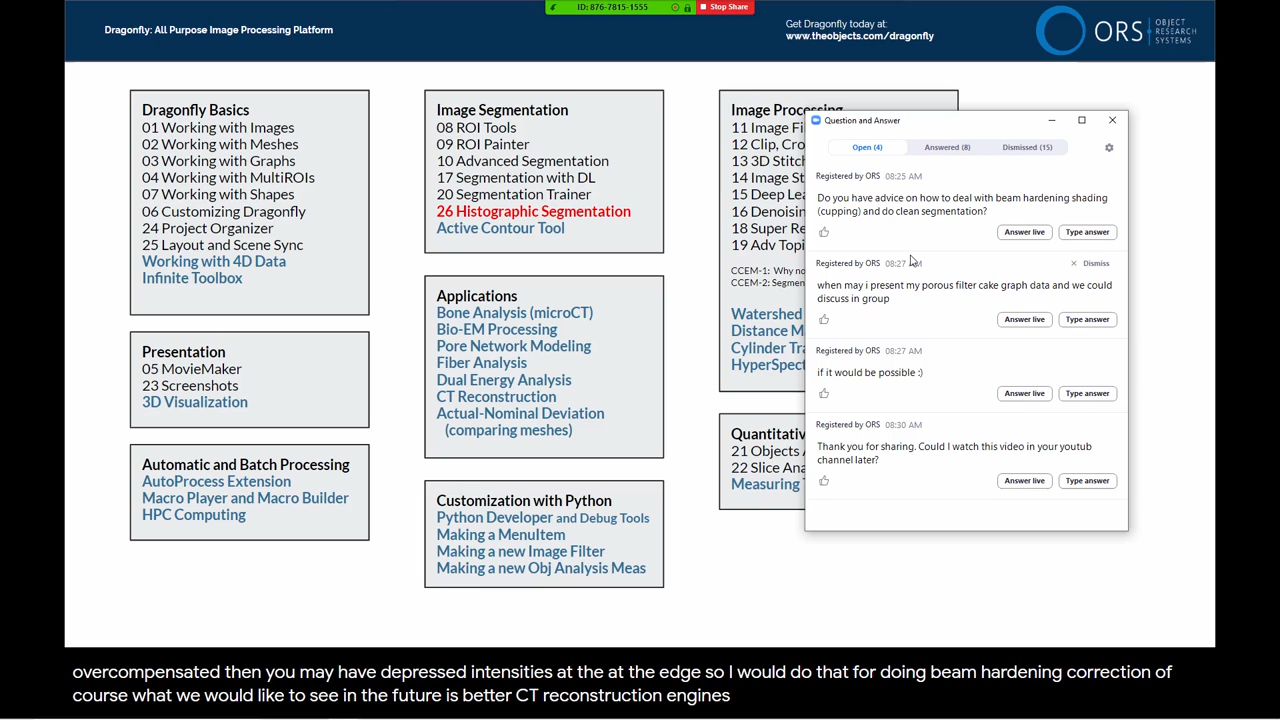 ID: 876-7815-1555
Stop Share
Dragonfly: All Purpose Image Processing Platform
Get Dragonfly today at:
www.theobjects.com/dragonfly
ORS
OBJECT
RESEARCH
SYSTEMS
Dragonfly Basics
01 Working with Images
02 Working with Meshes
03 Working with Graphs
04 Working with MultiROIs
07 Working with Shapes
06 Customizing Dragonfly
24 Project Organizer
25 Layout and Scene Sync
Working with 4D Data
Infinite Toolbox
Presentation
05 MovieMaker
23 Screenshots
3D Visualization
Automatic and Batch Processing
AutoProcess Extension
Macro Player and Macro Builder
HPC Computing
Image Segmentation
08 ROI Tools
09 ROI Painter
10 Advanced Segmentation
17 Segmentation with DL
20 Segmentation Trainer
26 Histographic Segmentation
Active Contour Tool
Applications
Bone Analysis (microCT)
Bio-EM Processing
Pore Network Modeling
Fiber Analysis
Dual Energy Analysis
CT Reconstruction
Actual-Nominal Deviation
(comparing meshes)
Customization with Python
Python Developer and Debug Tools
Making a MenuItem
Making a new Image Filter
Making a new Obj Analysis Meas
Image Processing
11 Image Fi
12 Clip, Cro
13 3D Stitch
14 Image St
15 Deep Lea
16 Denoisin
18 Super Re
19 Adv Topi
CCEM-1: Why no
CCEM-2: Segmen
Watershed
Distance M
Cylinder Tra
HyperSpect
Quantitativ
21 Objects A
22 Slice Ana
Measuring T
Question and Answer
Open (4)
Answered (8)
Dismissed (15)
Registered by ORS 08:25 AM
Do you have advice on how to deal with beam hardening shading
(cupping) and do clean segmentation?
Answer live
Type answer
Registered by ORS 08:27
Dismiss
when may i present my porous filter cake graph data and we could
discuss in group
Answer live
Type answer
Registered by ORS 08:27 AM
if it would be possible :)
Answer live
Type answer
Registered by ORS 08:30 AM
Thank you for sharing. Could I watch this video in your youtub
channel later?
Answer live
Type answer
overcompensated then you may have depressed intensities at the at the edge so I would do that for doing beam hardening correction of
course what we would like to see in the future is better CT reconstruction engines